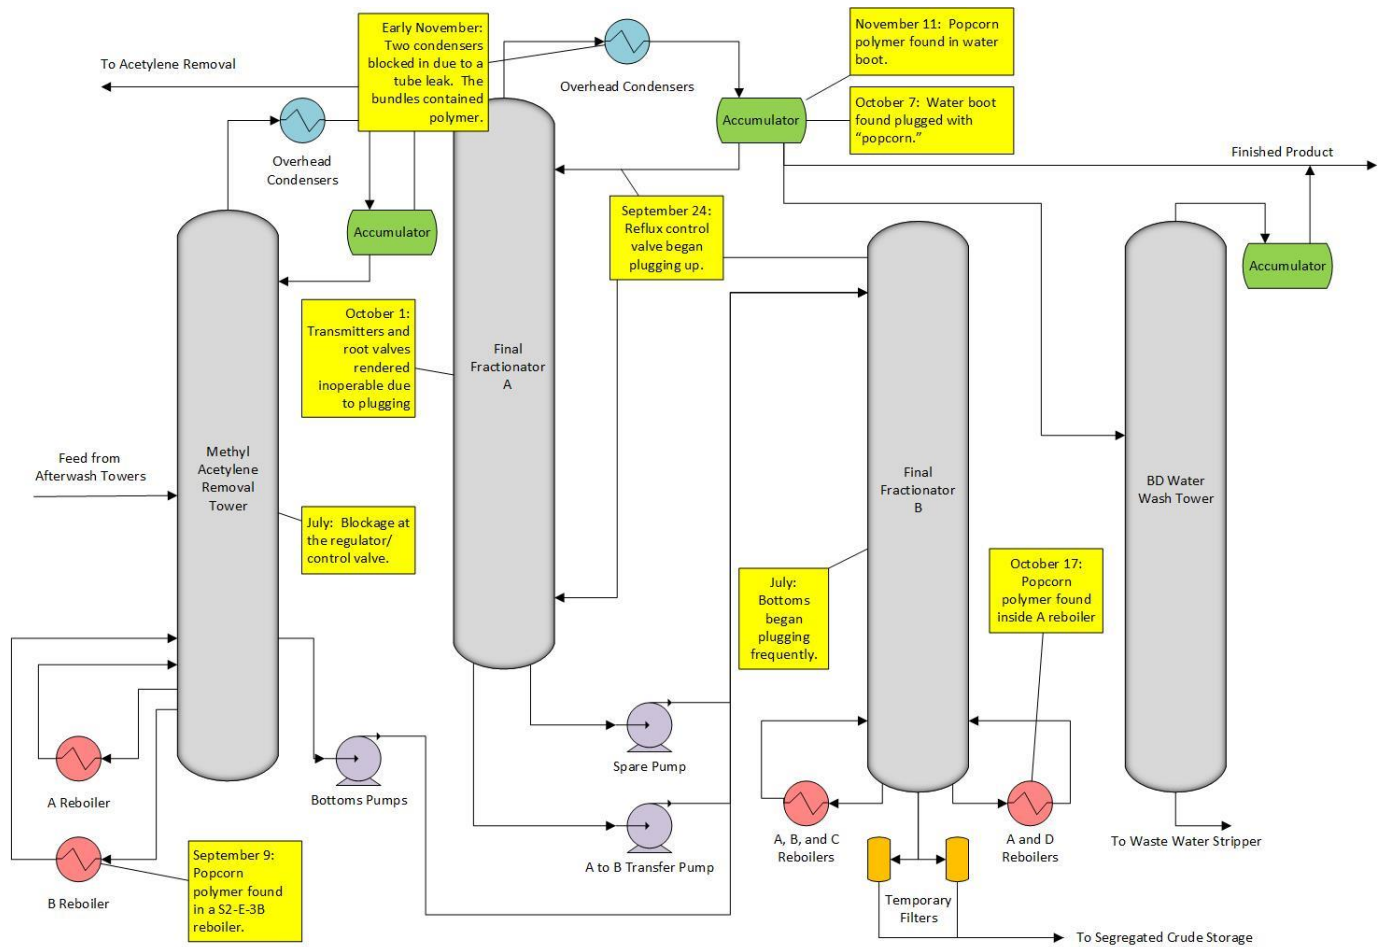 To Acetylene Removal
Early November:
Two condensers
blocked in due to a
tube leak.  The
bundles contained
polymer.
Overhead Condensers
November 11:  Popcorn
polymer found in water
boot.
October 7:  Water boot
found plugged with
“popcorn.”
Accumulator
Finished Product
Overhead
Condensers
Accumulator
September 24:
Reflux control
valve began
plugging up.
Accumulator
October 1:
Transmitters and
root valves
rendered
inoperable due
to plugging
Final
Fractionator
A
Feed from
Afterwash Towers
Methyl
Acetylene
Removal
Tower
Final
Fractionator
B
BD Water
Wash Tower
July:  Blockage at
the regulator/
control valve.
July:
Bottoms
began
plugging
frequently.
October 17:
Popcorn
polymer found
inside A reboiler
A Reboiler
Bottoms Pumps
Spare Pump
A, B, and C
Reboilers
A and D
Reboilers
To Waste Water Stripper
B Reboiler
September 9:
Popcorn
polymer found
in a S2-E-3B
reboiler.
A to B Transfer Pump
Temporary
Filters
To Segregated Crude Storage